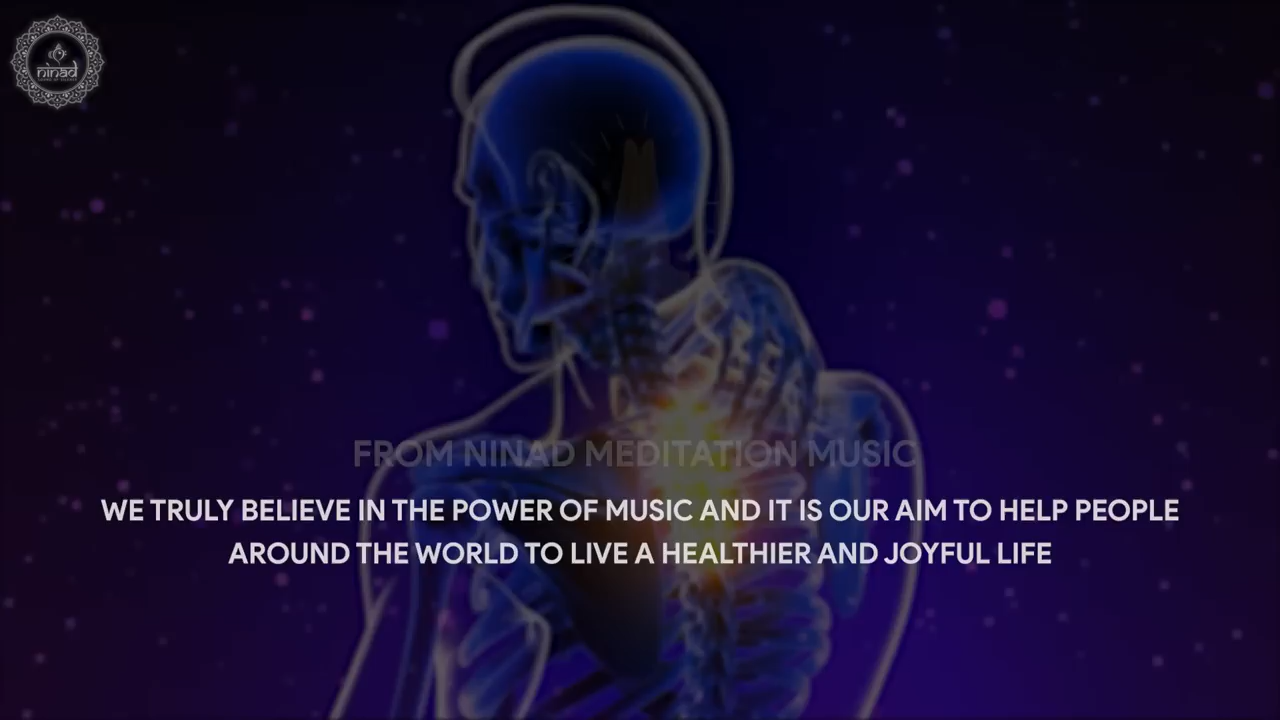 ninad
FROM NINAD MEDITATION MUSIC
WE TRULY BELIEVE IN THE POWER OF MUSIC AND IT IS OUR AIM TO HELP PEOPLE
AROUND THE WORLD TO LIVE A HEALTHIER AND JOYFUL LIFE